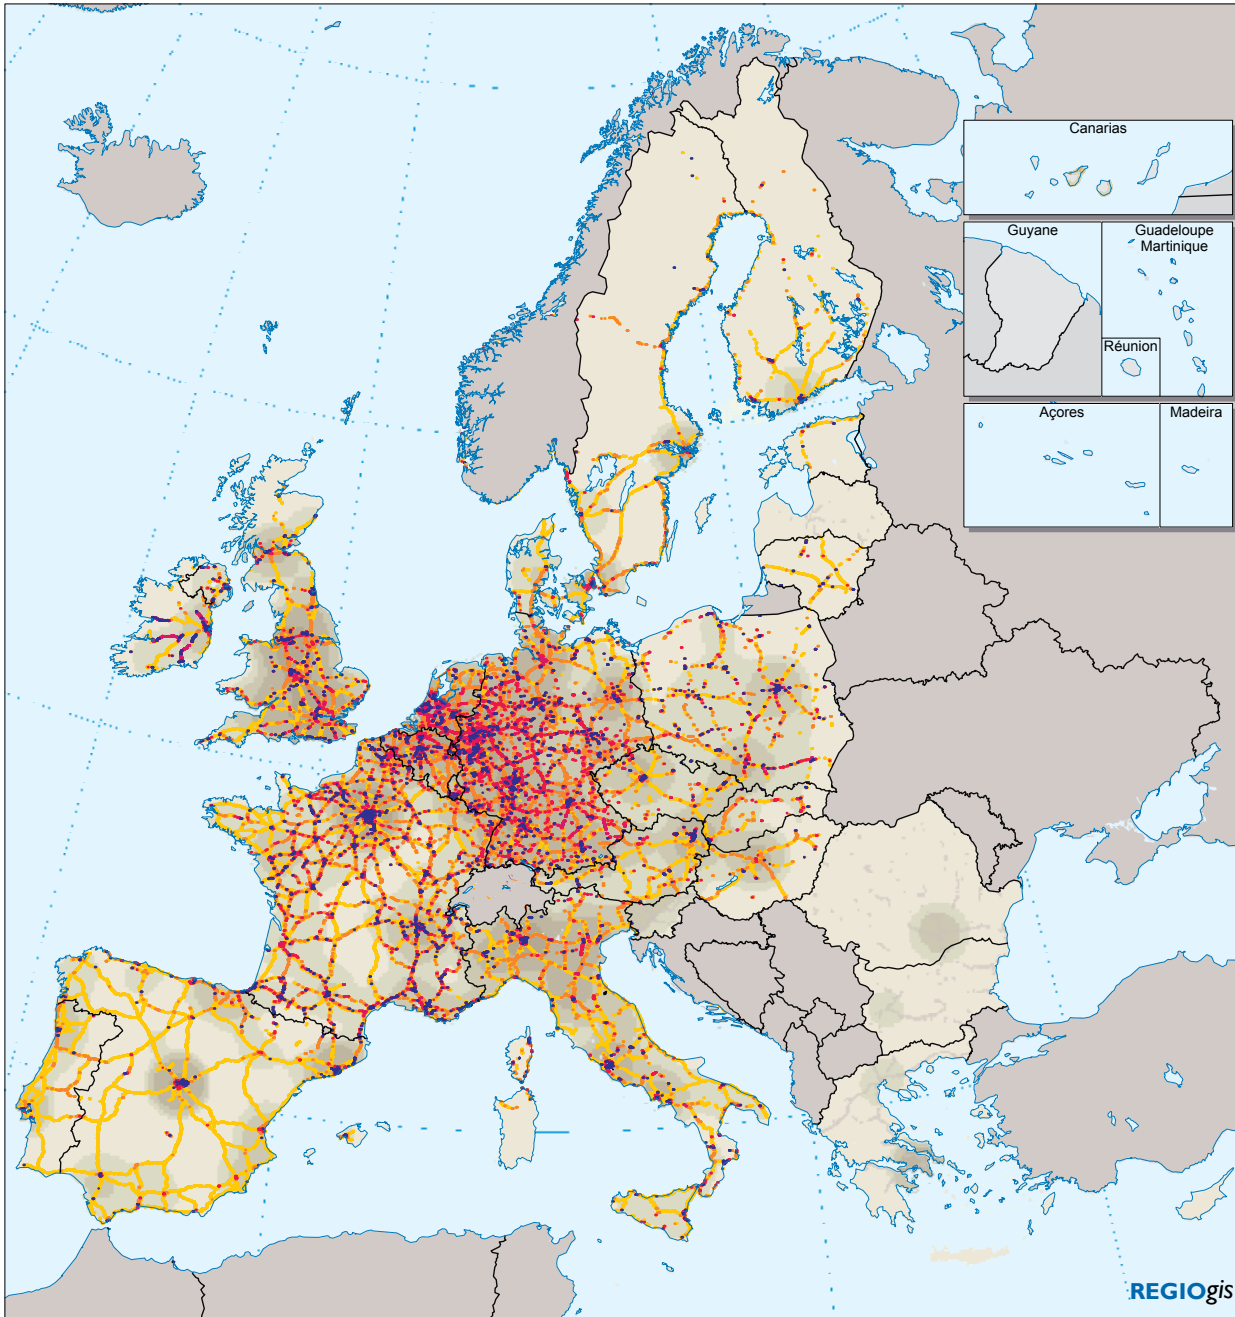 Canarias
Guyane
Guadeloupe
Martinique
Réunion
Açores
Madeira
REGIOgis